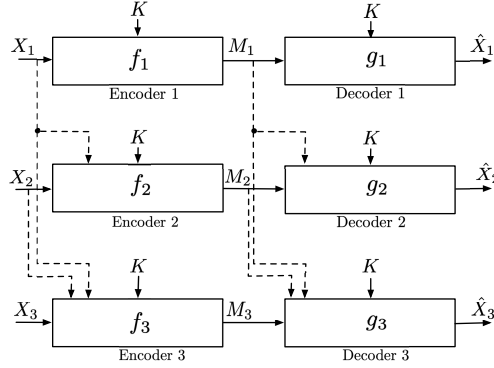 K K
X₁ f₁ M₁ g₁ X̂₁
Encoder 1 Decoder 1
K K
X₂ f₂ M₂ g₂ X̂₂
Encoder 2 Decoder 2
K K
X₃ f₃ M₃ g₃ X̂₃
Encoder 3 Decoder 3